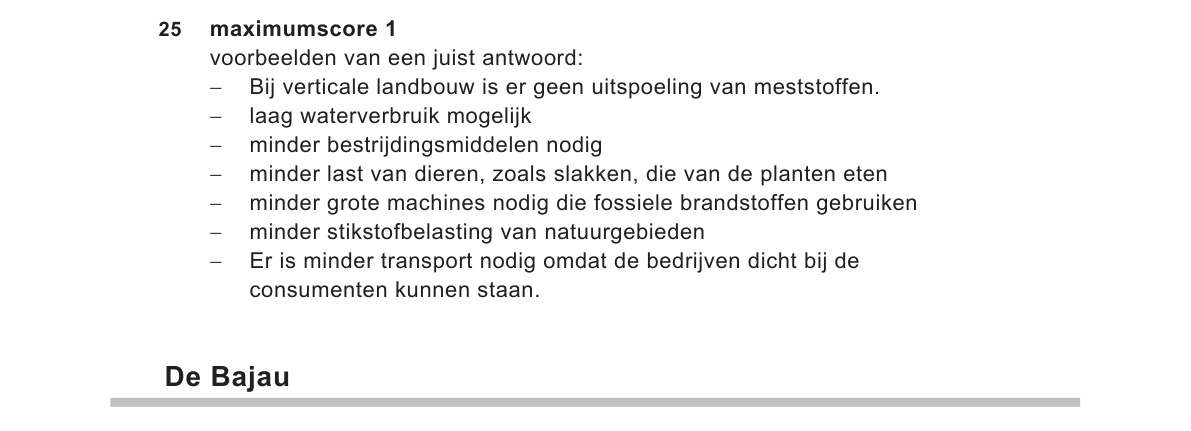 25 maximumscore 1
voorbeelden van een juist antwoord:
− Bij verticale landbouw is er geen uitspoeling van meststoffen.
− laag waterverbruik mogelijk
− minder bestrijdingsmiddelen nodig
− minder last van dieren, zoals slakken, die van de planten eten
− minder grote machines nodig die fossiele brandstoffen gebruiken
− minder stikstofbelasting van natuurgebieden
− Er is minder transport nodig omdat de bedrijven dicht bij de
consumenten kunnen staan.
De Bajau